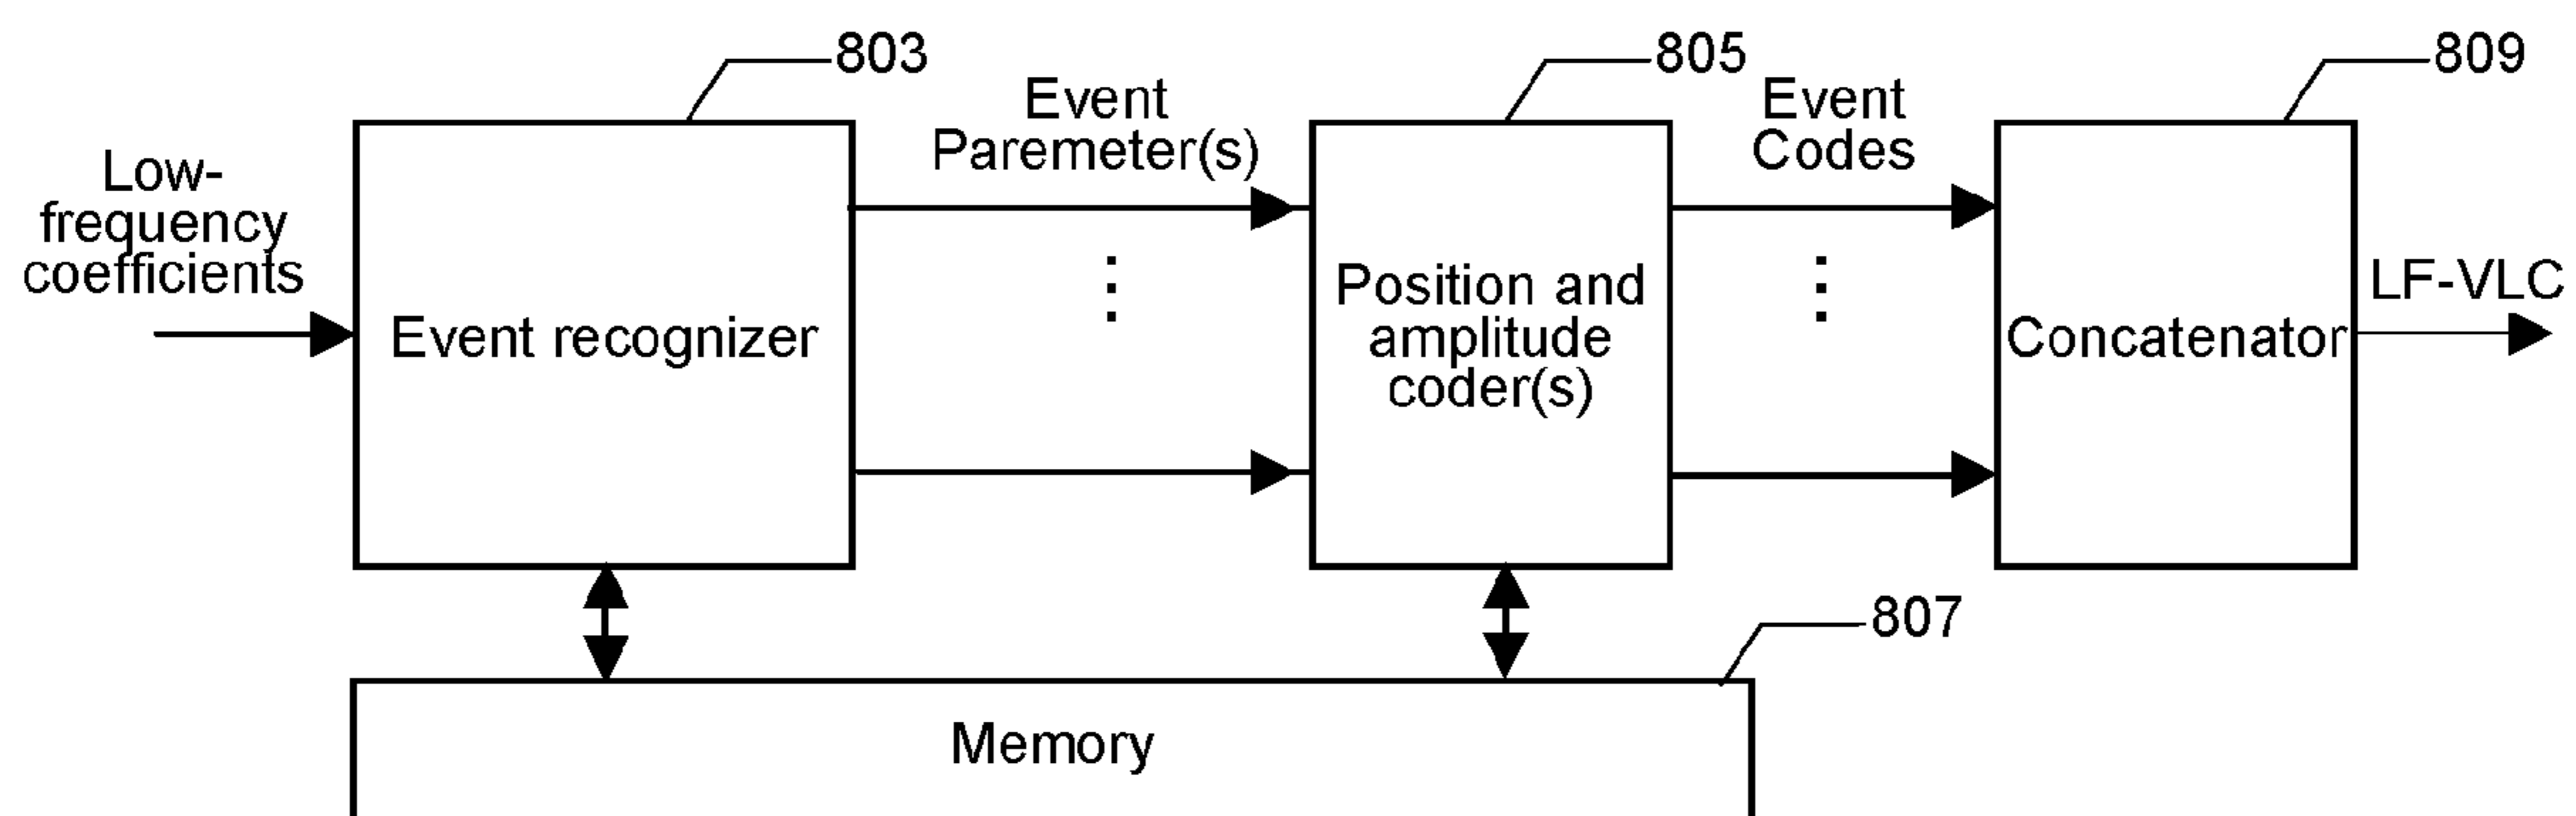 803
805
809
Event
Paremeter(s)
Event
Codes
Low-
frequency
coefficients
Event recognizer
Position and
amplitude
coder(s)
Concatenator
LF-VLC
807
Memory